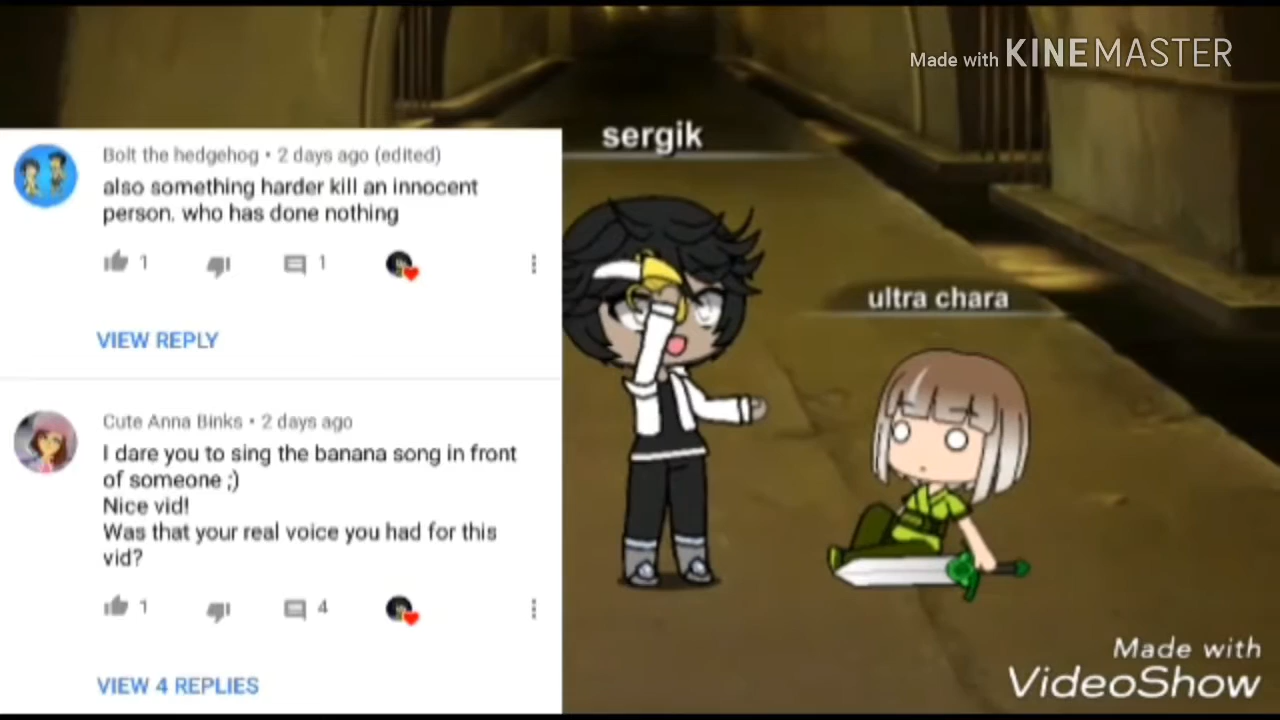 Made with KINEMASTER
sergik
Bolt the hedgehog • 2 days ago (edited)
also something harder kill an innocent
person. who has done nothing
1
1
VIEW REPLY
ultra chara
Cute Anna Binks • 2 days ago
I dare you to sing the banana song in front
of someone ;)
Nice vid!
Was that your real voice you had for this
vid?
1
4
VIEW 4 REPLIES
Made with
VideoShow